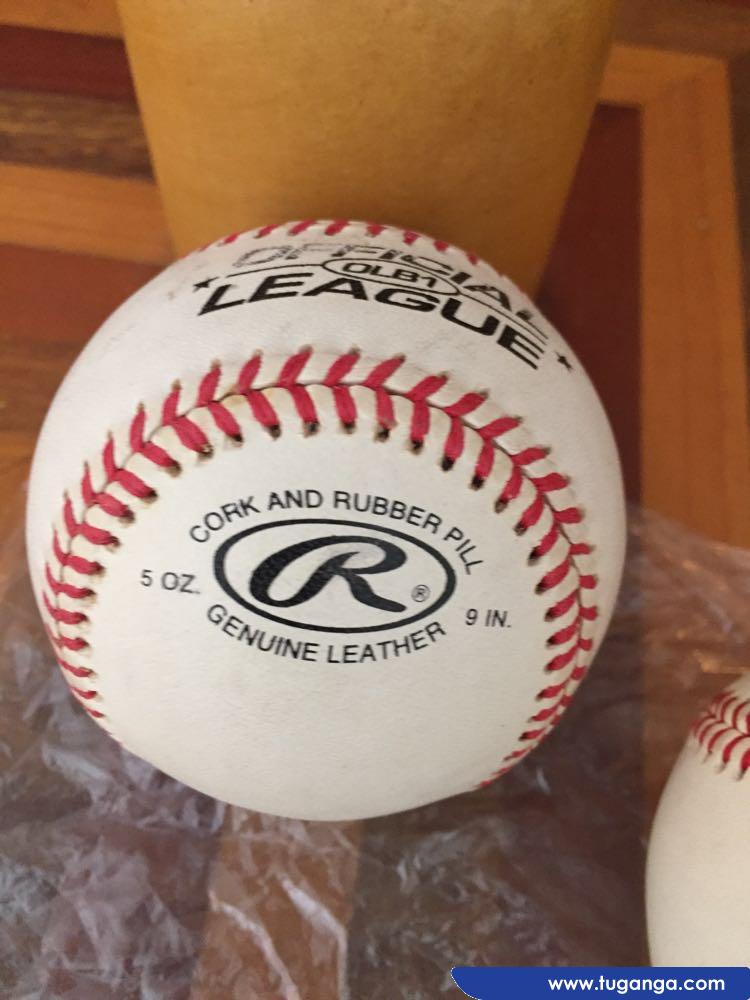 OFFICIAL
OLB1
LEAGUE
CORK AND RUBBER PILL
5 OZ.
R
®
9 IN.
GENUINE LEATHER
www.tuganga.com